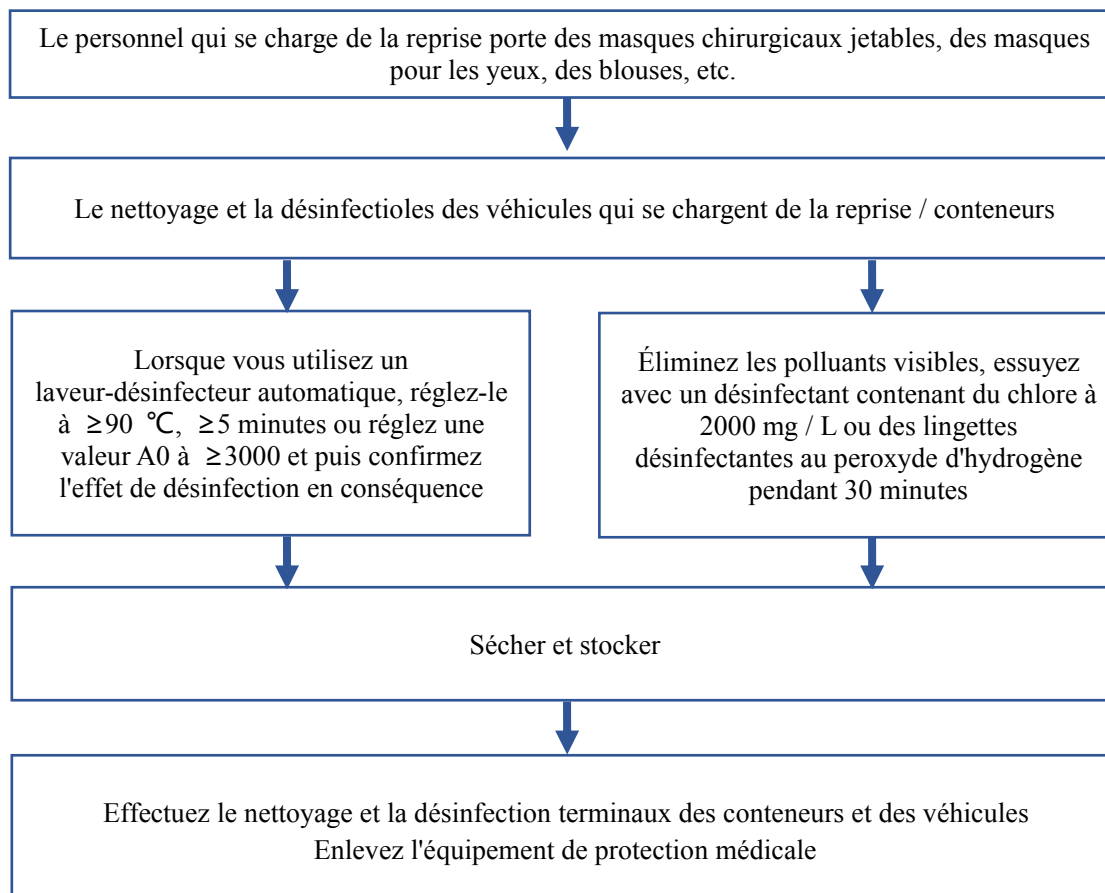 Le personnel qui se charge de la reprise porte des masques chirurgicaux jetables, des masques
pour les yeux, des blouses, etc.
Le nettoyage et la désinfectioles des véhicules qui se chargent de la reprise / conteneurs
Lorsque vous utilisez un
laveur-désinfecteur automatique, réglez-le
à ≥90 ℃, ≥5 minutes ou réglez une
valeur A0 à ≥3000 et puis confirmez
l'effet de désinfection en conséquence
Éliminez les polluants visibles, essuyez
avec un désinfectant contenant du chlore à
2000 mg / L ou des lingettes
désinfectantes au peroxyde d'hydrogène
pendant 30 minutes
Sécher et stocker
Effectuez le nettoyage et la désinfection terminaux des conteneurs et des véhicules
Enlevez l'équipement de protection médicale